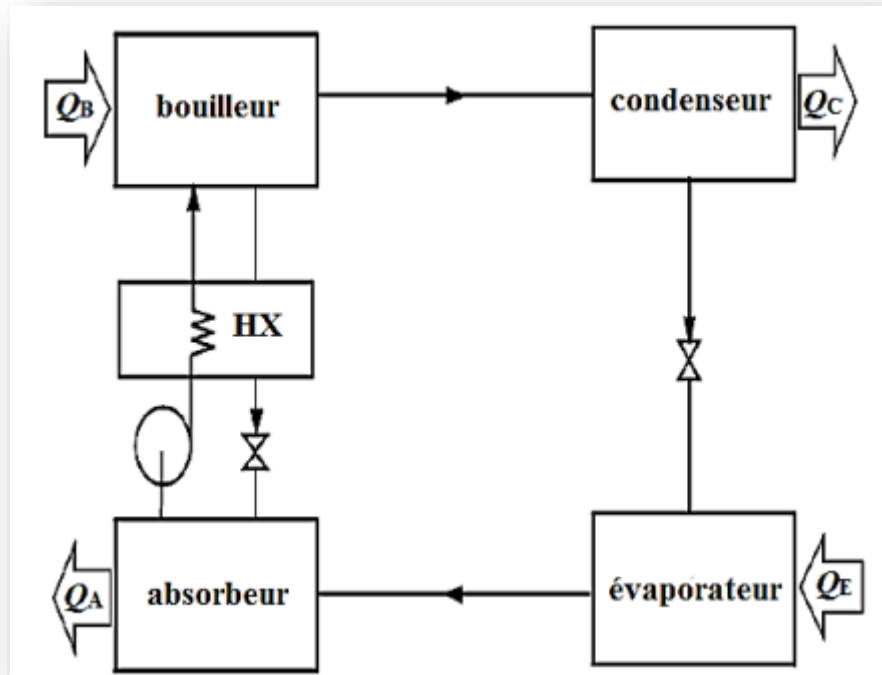 QB
bouilleur
condenseur
QC
HX
QA
absorbeur
évaporateur
QE